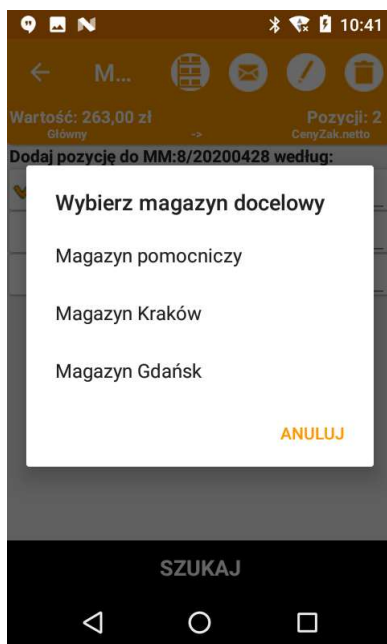 10:41
M...
Wartość: 263,00 zł Pozycji: 2
Główny -> CenyZak.netto
Dodaj pozycję do MM:8/20200428 według:
Wybierz magazyn docelowy
Magazyn pomocniczy
Magazyn Kraków
Magazyn Gdańsk
ANULUJ
SZUKAJ